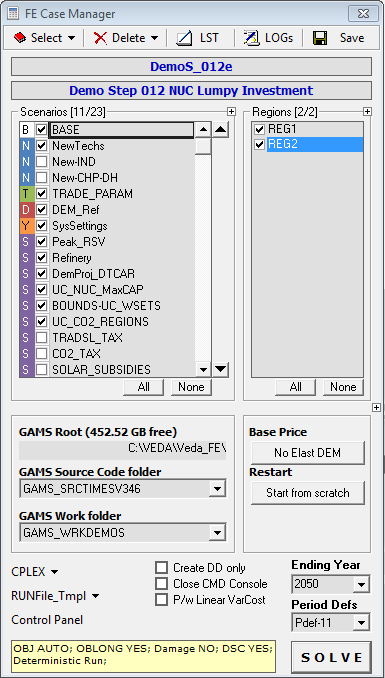 FE Case Manager
Select Delete LST LOGs Save
DemoS_012e
Demo Step 012 NUC Lumpy Investment
Scenarios [11/23]
B BASE
N NewTechs
N New-IND
N New-CHP-DH
T TRADE_PARAM
D DEM_Ref
Y SysSettings
S Peak_RSV
S Refinery
S DemProj_DTCAR
S UC_NUC_MaxCAP
S BOUNDS-UC_WSETS
S UC_CO2_REGIONS
S TRADSL_TAX
S CO2_TAX
S SOLAR_SUBSIDIES
All None
Regions [2/2]
REG1
REG2
All None
GAMS Root (452.52 GB free)
C:\VEDA\Veda_FE\
GAMS Source Code folder
GAMS_SRCTIMESV346
GAMS Work folder
GAMS_WRKDEMOS
Base Price
No Elast DEM
Restart
Start from scratch
CPLEX
RUNFile_Tmpl
Control Panel
Create DD only
Close CMD Console
P/w Linear VarCost
Ending Year
2050
Period Defs
Pdef-11
OBJ AUTO; OBLONG YES; Damage NO; DSC YES;
Deterministic Run;
SOLVE